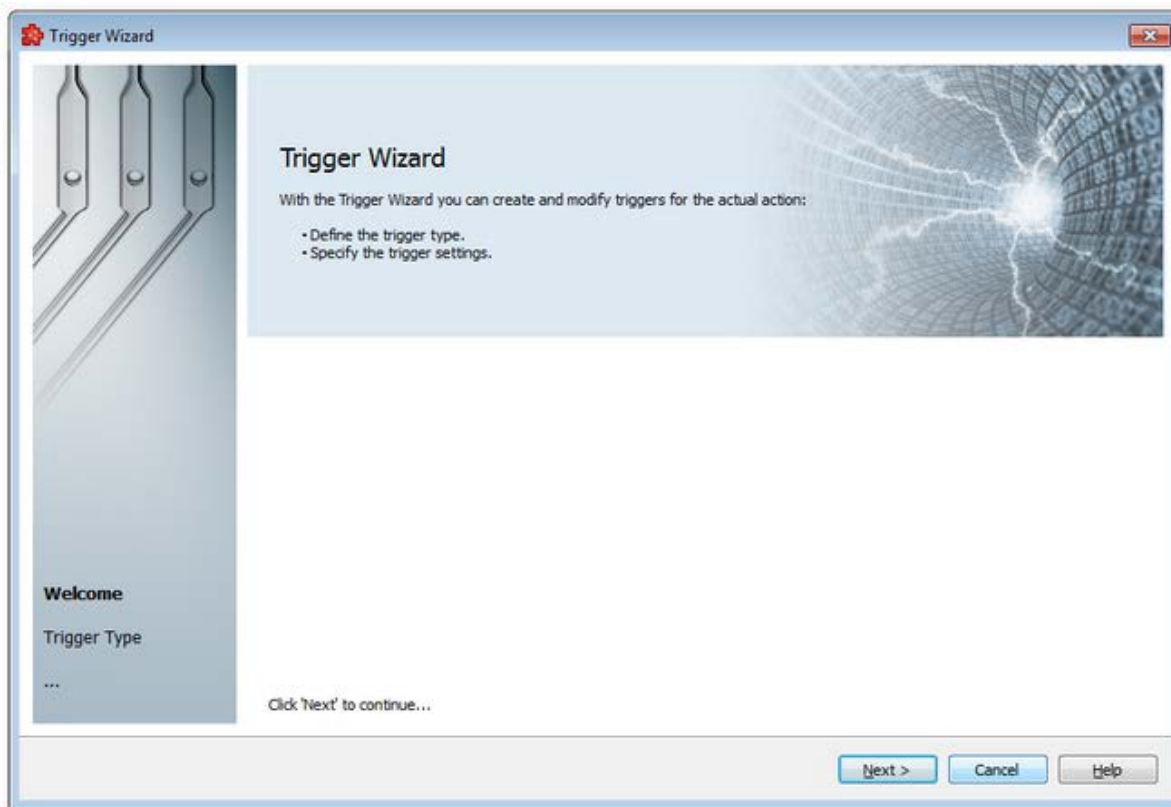 Trigger Wizard
Trigger Wizard
With the Trigger Wizard you can create and modify triggers for the actual action:
• Define the trigger type.
• Specify the trigger settings.
Welcome
Trigger Type
...
Click 'Next' to continue...
Next >
Cancel
Help